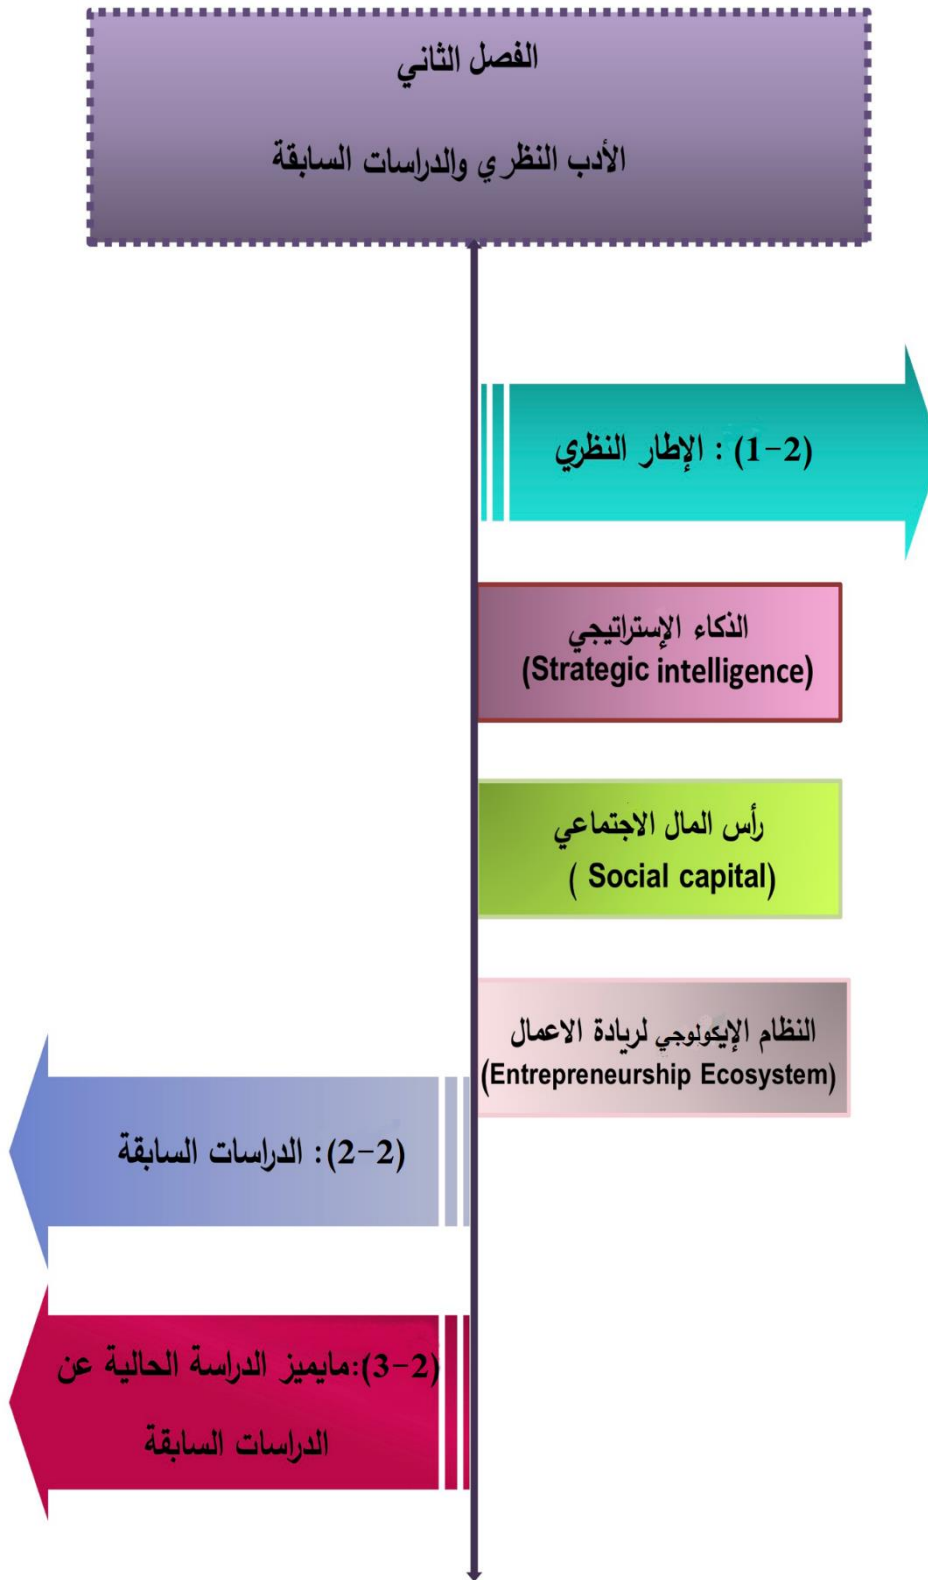 الفصل الثاني
الأدب النظري والدراسات السابقة
(1-2) : الإطار النظري
الذكاء الإستراتيجي
(Strategic intelligence)
رأس المال الاجتماعي
( Social capital)
النظام الإيكولوجي لريادة الاعمال
(Entrepreneurship Ecosystem)
(2-2): الدراسات السابقة
(3-2):مايميز الدراسة الحالية عن
الدراسات السابقة